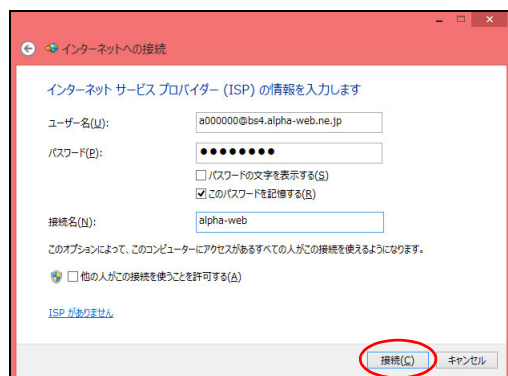 インターネットへの接続
インターネット サービス プロバイダー (ISP) の情報を入力します
ユーザー名(U): a000000@bs4.alpha-web.ne.jp
パスワード(P): ●●●●●●●●
パスワードの文字を表示する(S)
このパスワードを記憶する(R)
接続名(N): alpha-web
このオプションによって、このコンピューターにアクセスがあるすべての人がこの接続を使えるようになります。
他の人がこの接続を使うことを許可する(A)
ISP がありません
接続(C) キャンセル